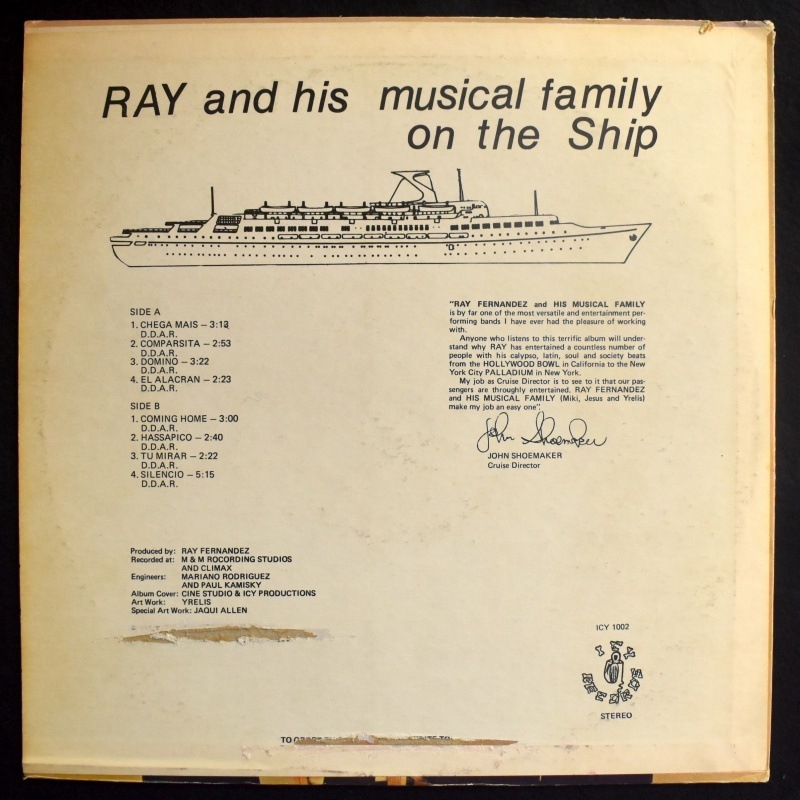 RAY and his musical family
on the Ship
SIDE A
1. CHEGA MAIS – 3:13
D.D.A.R.
2. COMPARSITA – 2:53
D.D.A.R.
3. DOMINO – 3:22
D.D.A.R.
4. EL ALACRAN – 2:23
D.D.A.R.
SIDE B
1. COMING HOME – 3:00
D.D.A.R.
2. HASSAPICO – 2:40
D.D.A.R.
3. TU MIRAR – 2:22
D.D.A.R.
4. SILENCIO – 5:15
D.D.A.R.
"RAY FERNANDEZ and HIS MUSICAL FAMILY
is by far one of the most versatile and entertainment per-
forming bands I have ever had the pleasure of working
with.
Anyone who listens to this terrific album will under-
stand why RAY has entertained a countless number of
people with his calypso, latin, soul and society beats
from the HOLLYWOOD BOWL in California to the New
York City PALLADIUM in New York.
My job as Cruise Director is to see to it that our pas-
sengers are throughly entertained. RAY FERNANDEZ
and HIS MUSICAL FAMILY (Miki, Jesus and Yrelis)
make my job an easy one".
John Shoemaker
JOHN SHOEMAKER
Cruise Director
Produced by: RAY FERNANDEZ
Recorded at: M & M ROCORDING STUDIOS
AND CLIMAX
Engineers: MARIANO RODRIGUEZ
AND PAUL KAMISKY
Album Cover: CINE STUDIO & ICY PRODUCTIONS
Art Work: YRELIS
Special Art Work: JAQUI ALLEN
ICY 1002
RECORDS
STEREO
TO